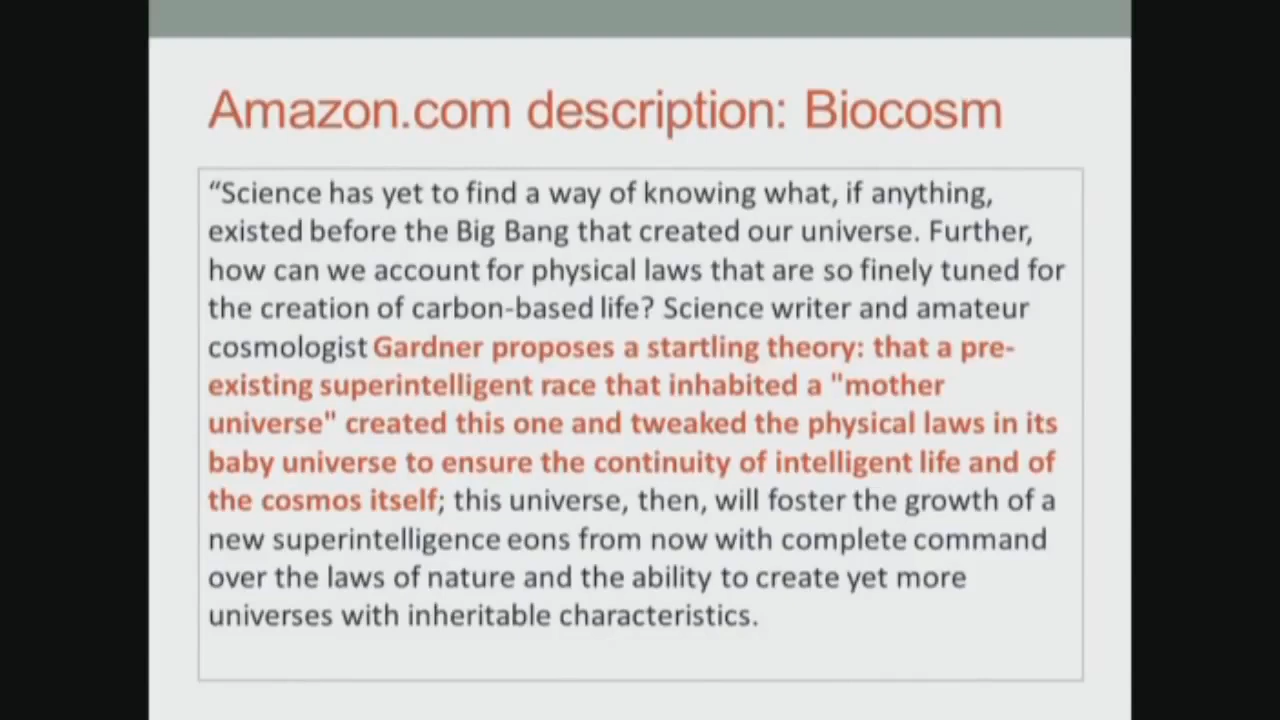 Amazon.com description: Biocosm
“Science has yet to find a way of knowing what, if anything,
existed before the Big Bang that created our universe. Further,
how can we account for physical laws that are so finely tuned for
the creation of carbon-based life? Science writer and amateur
cosmologist Gardner proposes a startling theory: that a pre-
existing superintelligent race that inhabited a "mother
universe" created this one and tweaked the physical laws in its
baby universe to ensure the continuity of intelligent life and of
the cosmos itself; this universe, then, will foster the growth of a
new superintelligence eons from now with complete command
over the laws of nature and the ability to create yet more
universes with inheritable characteristics.